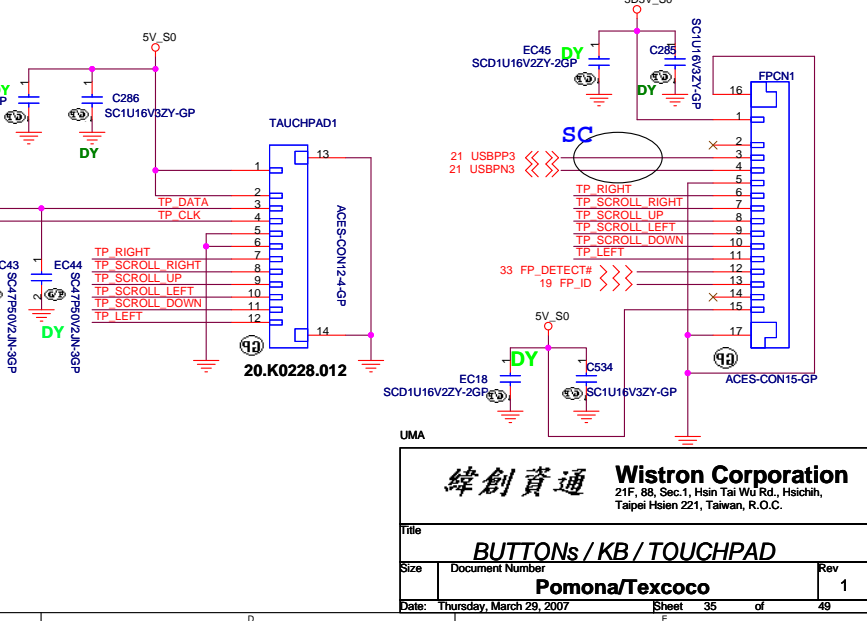 5V_S0
C286
SC1U16V3ZY-GP
DY
TAUCHPAD1
13
1
2
TP_DATA 3
TP_CLK 4
5
6
TP_RIGHT 7
TP_SCROLL_RIGHT 8
TP_SCROLL_UP 9
TP_SCROLL_LEFT 10
TP_SCROLL_DOWN 11
TP_LEFT 12
14
ACES-CON12-4-GP
20.K0228.012
EC44
SC47P50V2JN-3GP
DY
C43
SC47P50V2JN-3GP
EC45
DY
SCD1U16V2ZY-2GP
C285
SC1U16V3ZY-GP
DY
FPCN1
16
1
SC
2
21 USBPP3 3
21 USBPN3 4
5
TP_RIGHT 6
TP_SCROLL_RIGHT 7
TP_SCROLL_UP 8
TP_SCROLL_LEFT 9
TP_SCROLL_DOWN 10
TP_LEFT 11
33 FP_DETECT# 12
19 FP_ID 13
14
15
17
ACES-CON15-GP
5V_S0
DY
EC18
SCD1U16V2ZY-2GP
C534
SC1U16V3ZY-GP
UMA
緯創資通
Wistron Corporation
21F, 88, Sec.1, Hsin Tai Wu Rd., Hsichih,
Taipei Hsien 221, Taiwan, R.O.C.
Title
BUTTONs / KB / TOUCHPAD
Size Document Number Rev
Pomona/Texcoco 1
Date: Thursday, March 29, 2007 Sheet 35 of 49
D
E